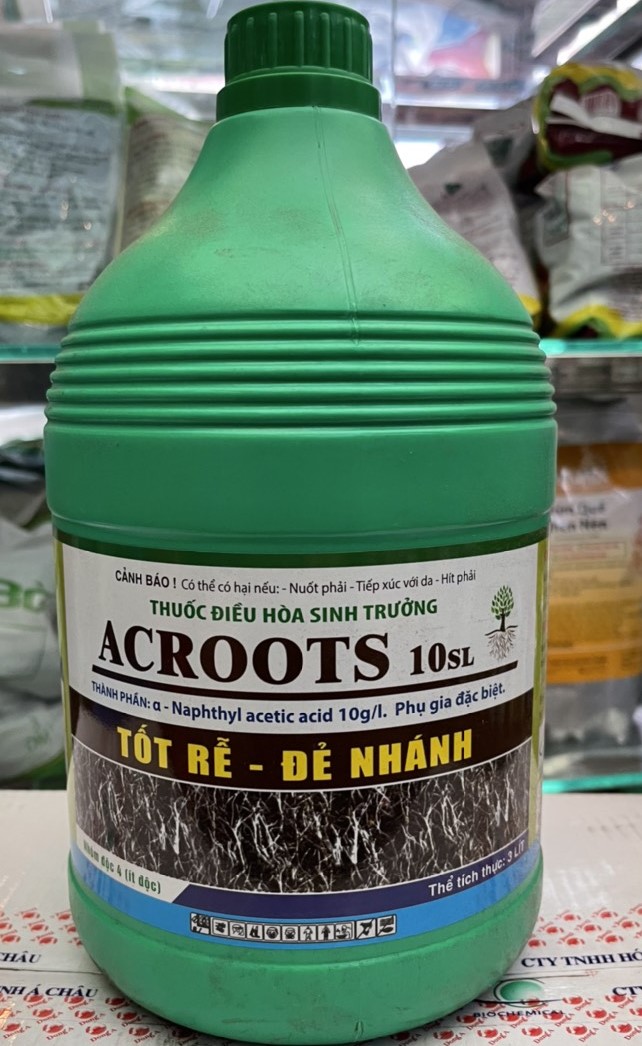 CẢNH BÁO ! Có thể có hại nếu: - Nuốt phải - Tiếp xúc với da - Hít phải
THUỐC ĐIỀU HÒA SINH TRƯỞNG
ACROOTS 10SL
THÀNH PHẦN: α - Naphthyl acetic acid 10g/l. Phụ gia đặc biệt.
TỐT RỄ - ĐẺ NHÁNH
Nhóm độc 4 (ít độc)
Thể tích thực: 3 LÍT
CHÂU
CTY TNHH HÓ
NH Á CHÂU
BIOCHEMICAL